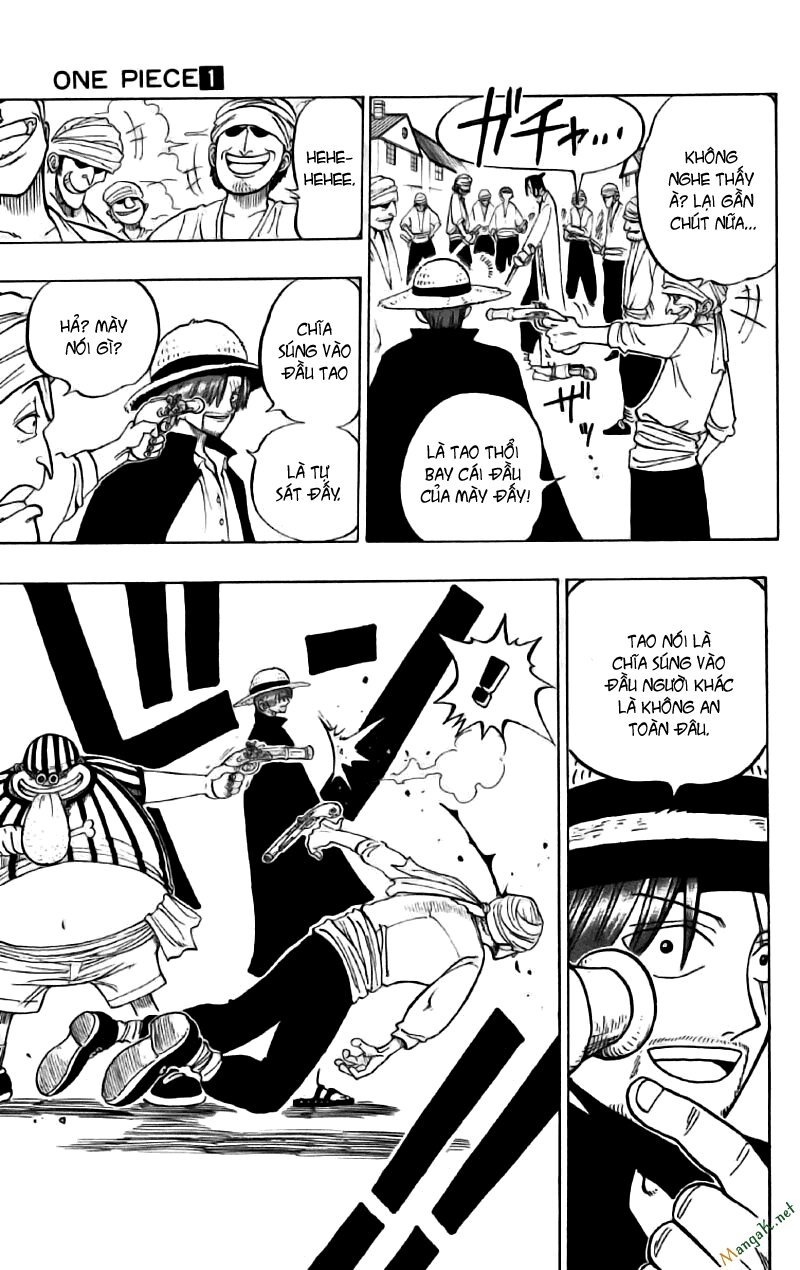 ONE PIECE 1
KHÔNG
NGHE THẤY
À? LẠI GẦN
CHÚT NỮA...
ガチャ...
LÀ TAO THỔI
BAY CÁI ĐẦU
CỦA MÀY ĐẤY!
ザッ...
HEHE-
HEHEE.
CHĨA
SÚNG VÀO
ĐẦU TAO
LÀ TỰ
SÁT ĐẤY.
HẢ? MÀY
NÓI GÌ?
TAO NÓI LÀ
CHĨA SÚNG VÀO
ĐẦU NGƯỜI KHÁC
LÀ KHÔNG AN
TOÀN ĐÂU.
!
ドン
MangaK.net